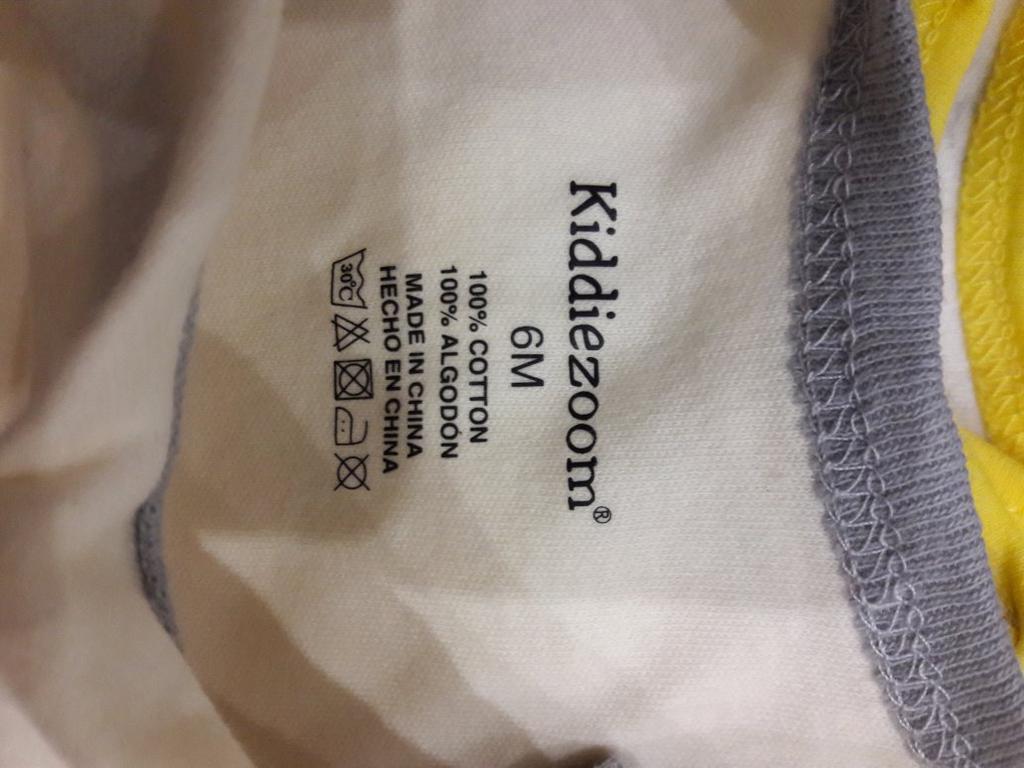 Kiddiezoom®
6M
100% COTTON
100% ALGODÓN
MADE IN CHINA
HECHO EN CHINA
30°C